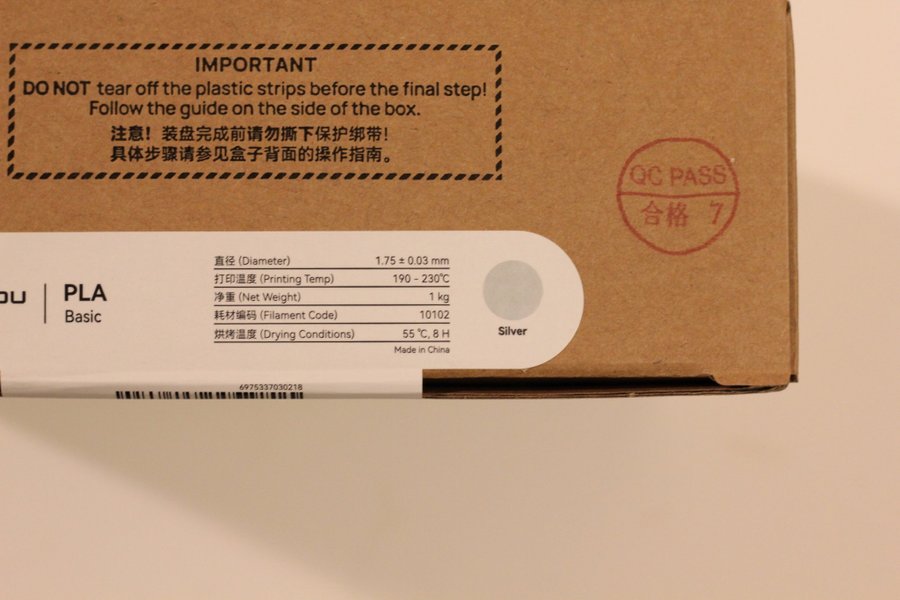 IMPORTANT
DO NOT tear off the plastic strips before the final step!
Follow the guide on the side of the box.
注意！装盘完成前请勿撕下保护绑带！
具体步骤请参见盒子背面的操作指南。
QC PASS
合格 7
PLA
Basic
直径 (Diameter) 1.75 ± 0.03 mm
打印温度 (Printing Temp) 190 - 230℃
净重 (Net Weight) 1 kg
耗材编码 (Filament Code) 10102
烘烤温度 (Drying Conditions) 55 ℃, 8 H
Made in China
Silver
6975337030218